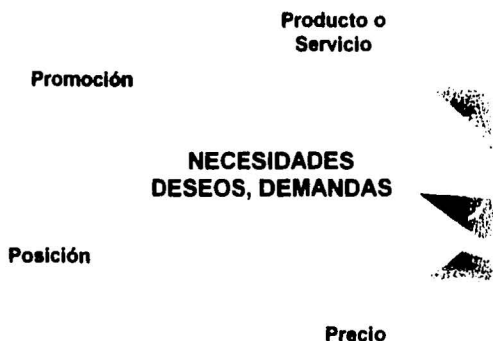 Producto o
Servicio
Promoción
NECESIDADES
DESEOS, DEMANDAS
Posición
Precio